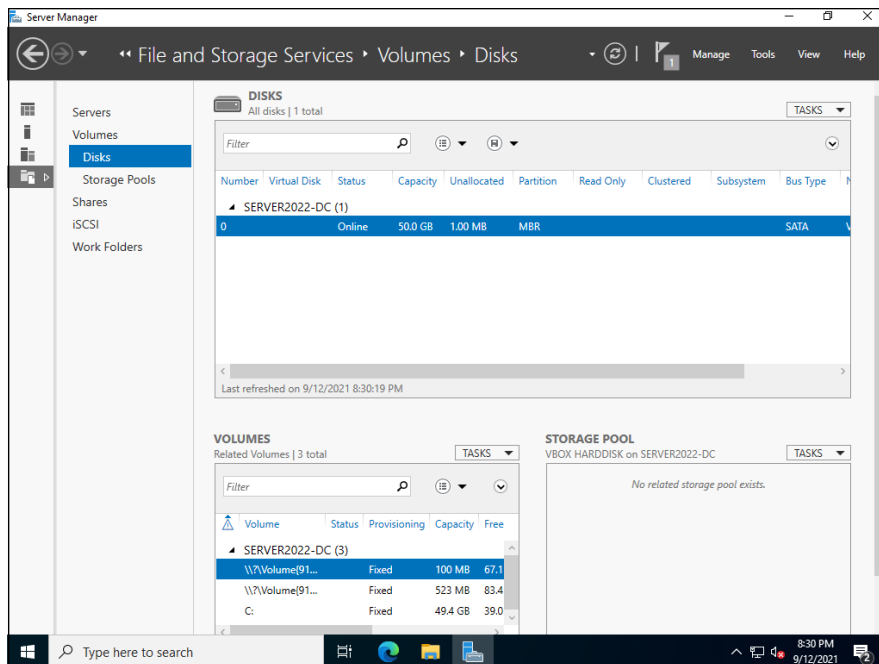 Server Manager
File and Storage Services Volumes Disks
1
Manage Tools View Help
Servers
Volumes
Disks
Storage Pools
Shares
iSCSI
Work Folders
DISKS
All disks | 1 total
TASKS
Filter
Number Virtual Disk Status Capacity Unallocated Partition Read Only Clustered Subsystem Bus Type
SERVER2022-DC (1)
0 Online 50.0 GB 1.00 MB MBR SATA
Last refreshed on 9/12/2021 8:30:19 PM
VOLUMES
Related Volumes | 3 total
TASKS
Filter
Volume Status Provisioning Capacity Free
SERVER2022-DC (3)
\\?\Volume{91... Fixed 100 MB 67.1
\\?\Volume{91... Fixed 523 MB 83.4
C: Fixed 49.4 GB 39.0
STORAGE POOL
VBOX HARDDISK on SERVER2022-DC
TASKS
No related storage pool exists.
Type here to search
8:30 PM
9/12/2021
2